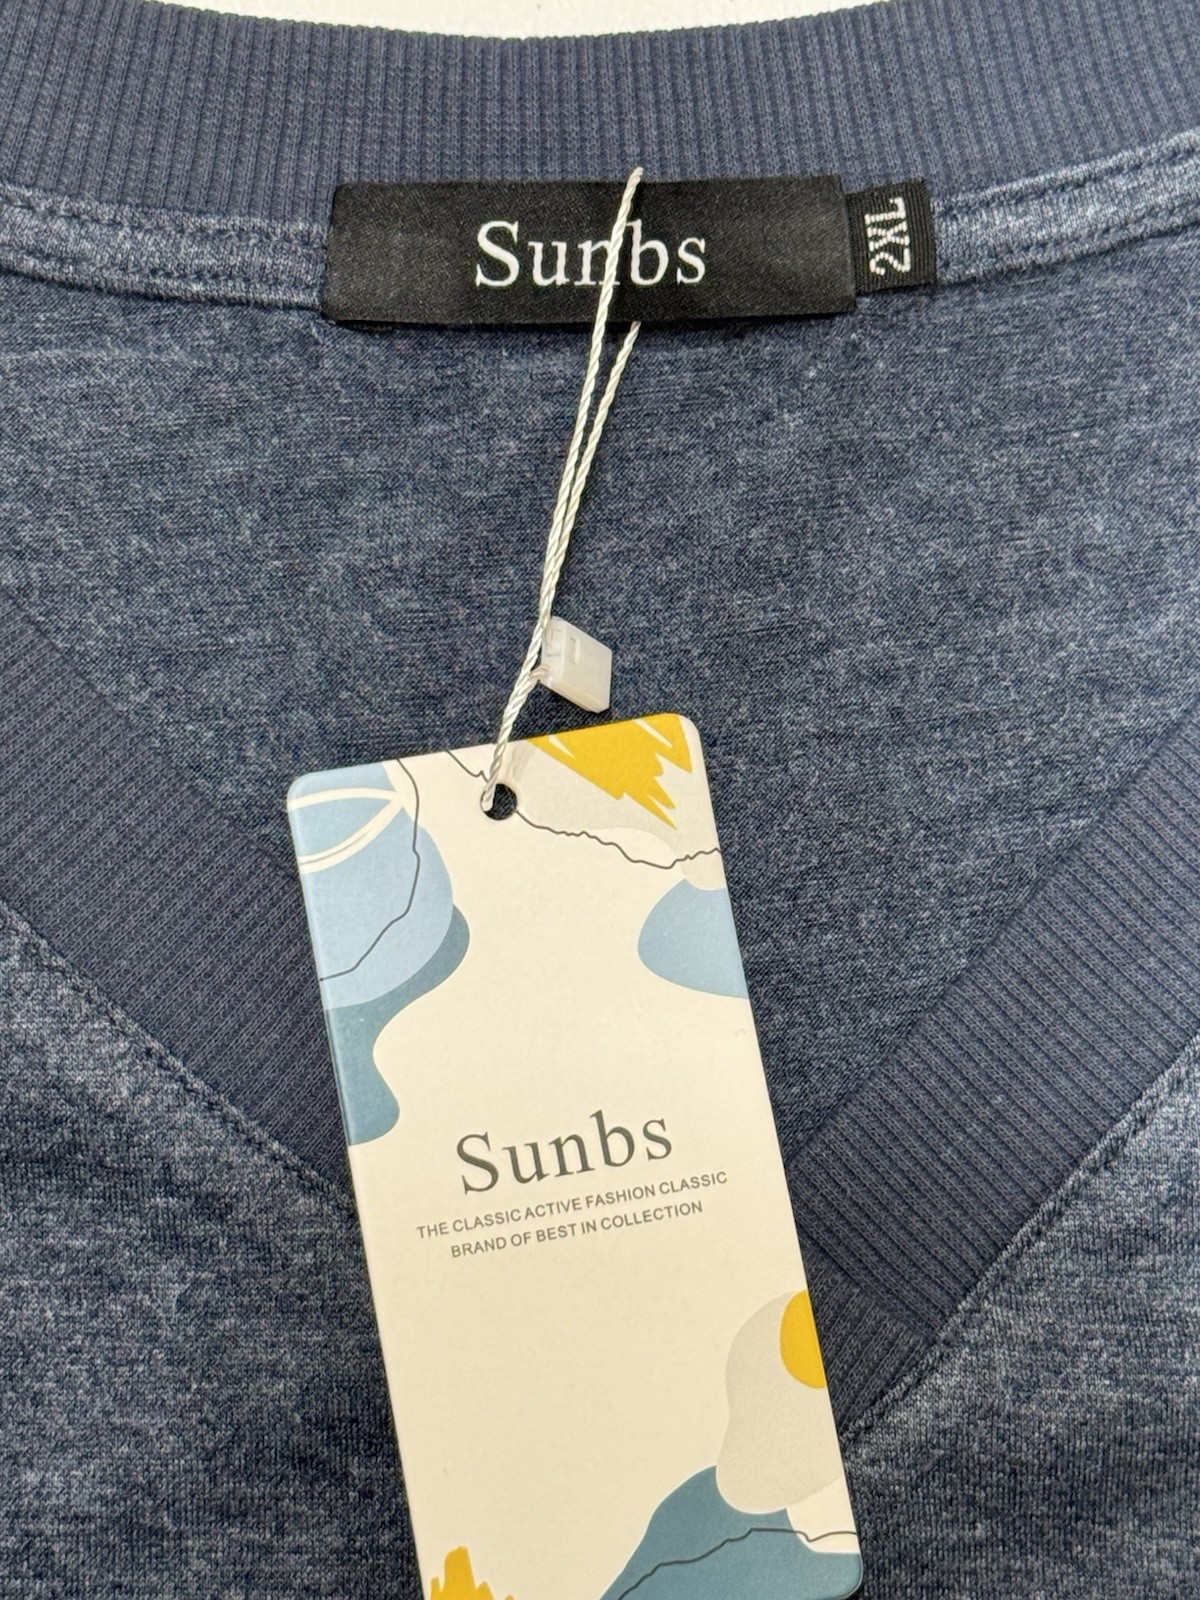 Sunbs
2XL
Sunbs
THE CLASSIC ACTIVE FASHION CLASSIC
BRAND OF BEST IN COLLECTION